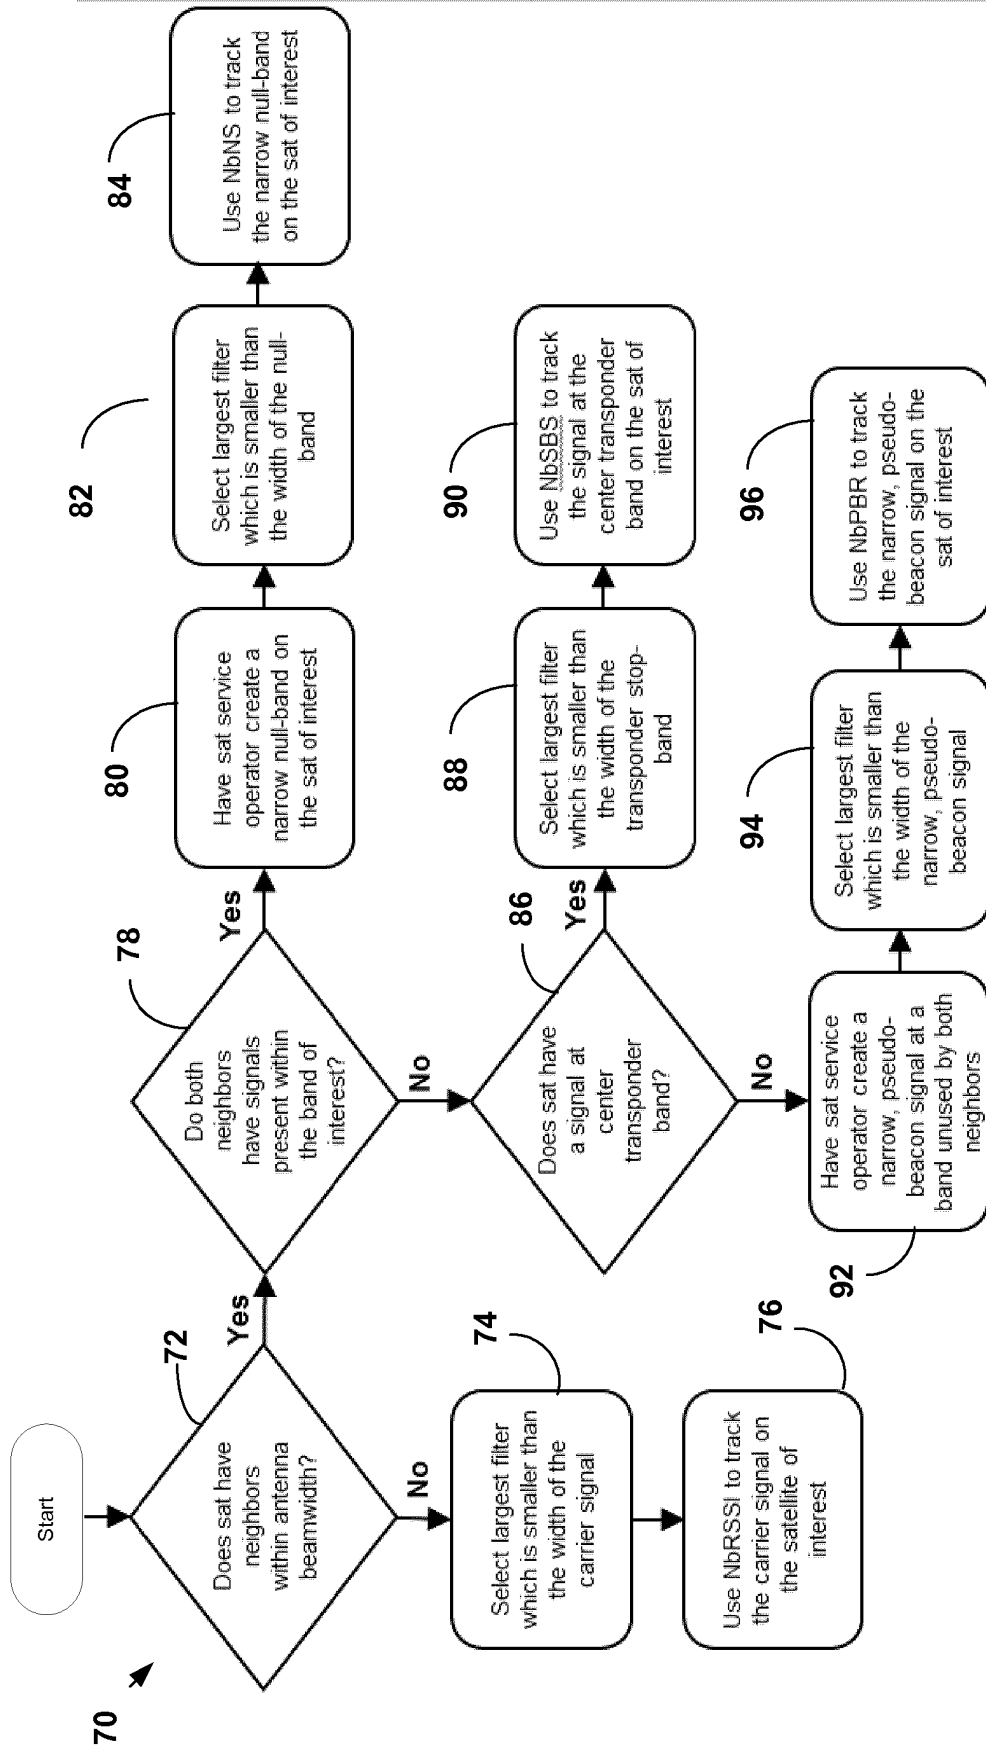 70
Start
72
Does sat have
neighbors
within antenna
beamwidth?
Yes
No
74
Select largest filter
which is smaller than
the width of the
carrier signal
76
Use NbRSSI to track
the carrier signal on
the satellite of
interest
78
Do both
neighbors
have signals
present within
the band of
interest?
Yes
No
80
Have sat service
operator create a
narrow null-band on
the sat of interest
82
Select largest filter
which is smaller than
the width of the null-
band
84
Use NbNS to track
the narrow null-band
on the sat of interest
86
Does sat have
a signal at
center
transponder
band?
Yes
No
88
Select largest filter
which is smaller than
the width of the
transponder stop-
band
90
Use NbSBS to track
the signal at the
center transponder
band on the sat of
interest
92
Have sat service
operator create a
narrow, pseudo-
beacon signal at a
band unused by both
neighbors
94
Select largest filter
which is smaller than
the width of the
narrow, pseudo-
beacon signal
96
Use NbPBR to track
the narrow, pseudo-
beacon signal on the
sat of interest